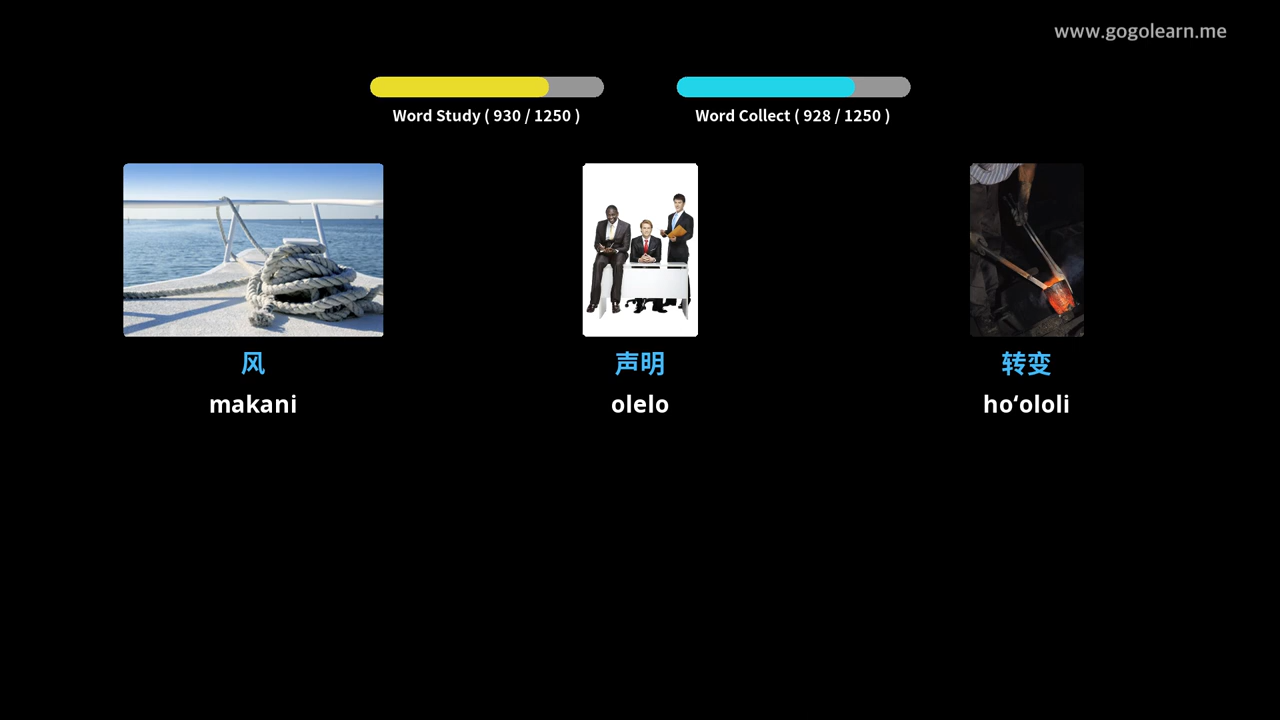 www.gogolearn.me
Word Study ( 930 / 1250 )
Word Collect ( 928 / 1250 )
风
声明
转变
makani
olelo
hoʻololi